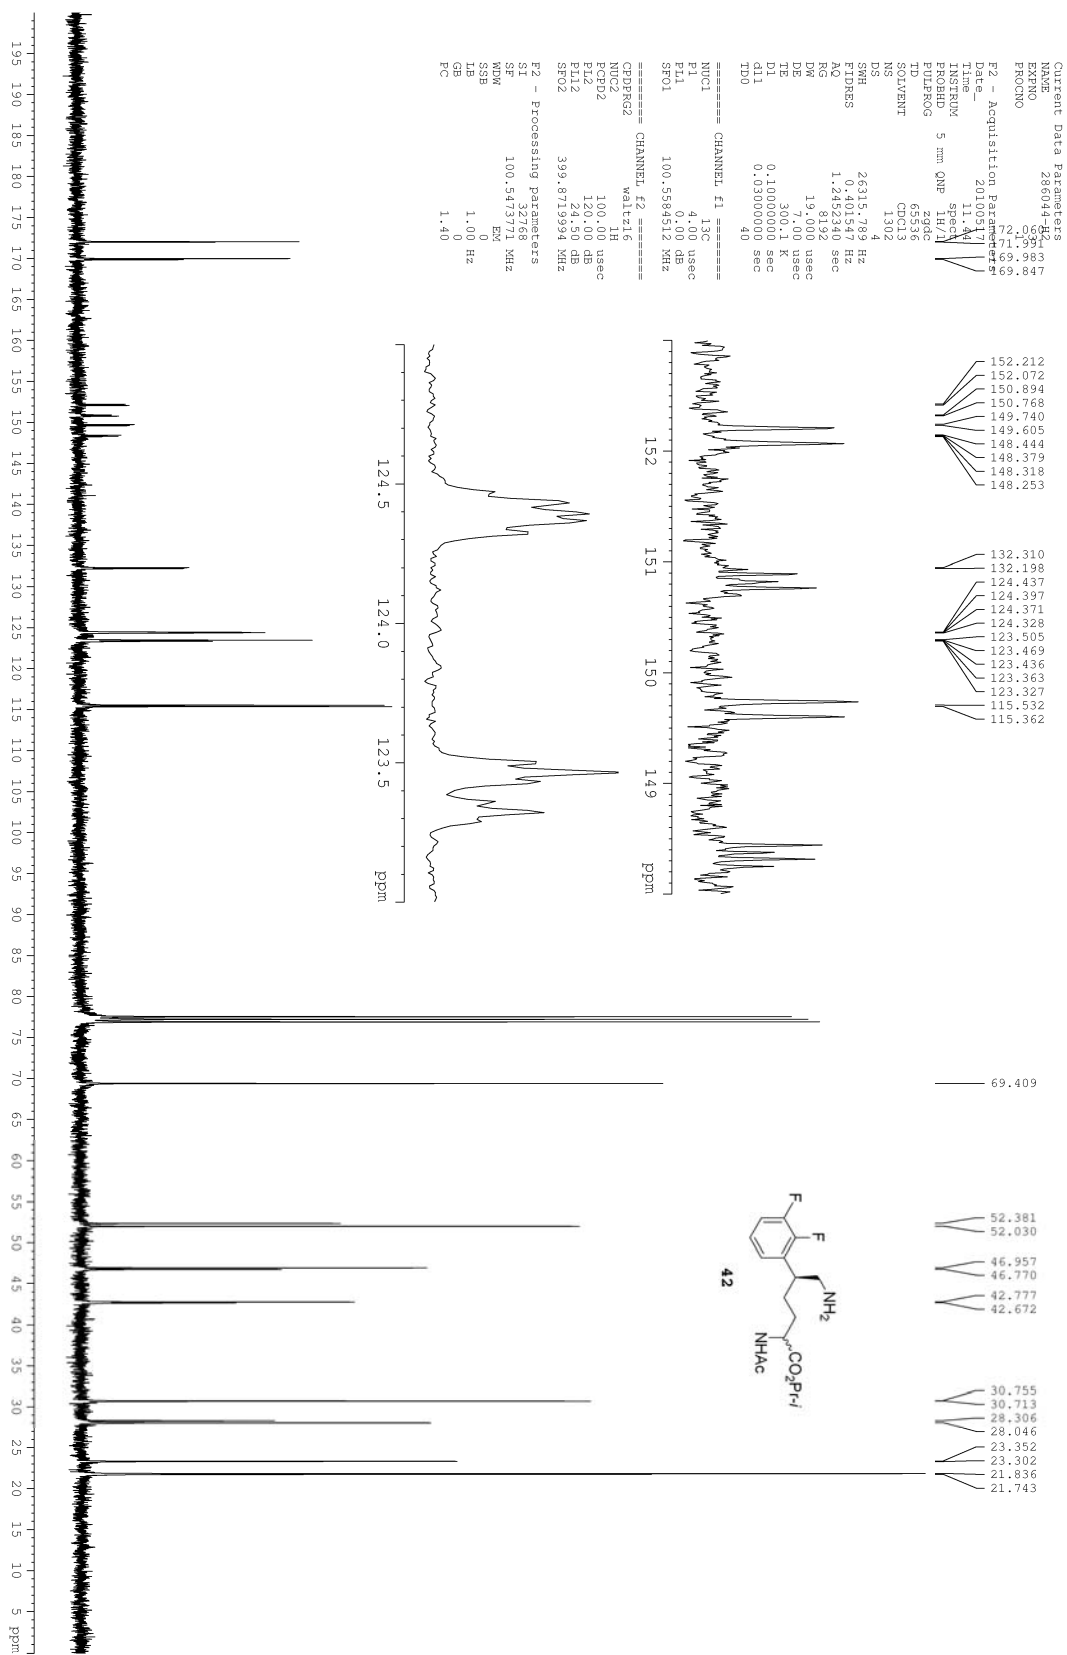 Current Data Parameters
NAME 286044-H2
EXPNO
PROCNO 1
F2 - Acquisition Parameters
Date_ 20100517
Time 11.44
INSTRUM spect
PROBHD 5 mm QNP 1H/1
PULPROG zgdc
TD 65536
SOLVENT CDCl3
NS 1302
DS 4
SWH 26315.789 Hz
FIDRES 0.401547 Hz
AQ 1.2452340 sec
RG 8192
DW 19.000 usec
DE 7.00 usec
TE 300.1 K
D1 0.10000000 sec
d11 0.03000000 sec
TD0 40
======== CHANNEL f1 ========
NUC1 13C
P1 4.00 usec
PL1 0.00 dB
SFO1 100.5584512 MHz
======== CHANNEL f2 ========
CPDPRG2 waltz16
NUC2 1H
PCPD2 100.00 usec
PL2 120.00 dB
PL12 24.50 dB
SFO2 399.8719994 MHz
F2 - Processing parameters
SI 32768
SF 100.5473771 MHz
WDW EM
SSB 0
LB 1.00 Hz
GB 0
PC 1.40
172.060
171.991
169.983
169.847
152.212
152.072
150.894
150.768
149.740
149.605
148.444
148.379
148.318
148.253
132.310
132.198
124.437
124.397
124.371
124.328
123.505
123.469
123.436
123.363
123.327
115.532
115.362
69.409
52.381
52.030
46.957
46.770
42.777
42.672
30.755
30.713
28.306
28.046
23.352
23.302
21.836
21.743
152 151 150 149 ppm
124.5 124.0 123.5 ppm
F
F
NH2
CO2Pr-i
NHAc
42
195 190 185 180 175 170 165 160 155 150 145 140 135 130 125 120 115 110 105 100 95 90 85 80 75 70 65 60 55 50 45 40 35 30 25 20 15 10 5 ppm